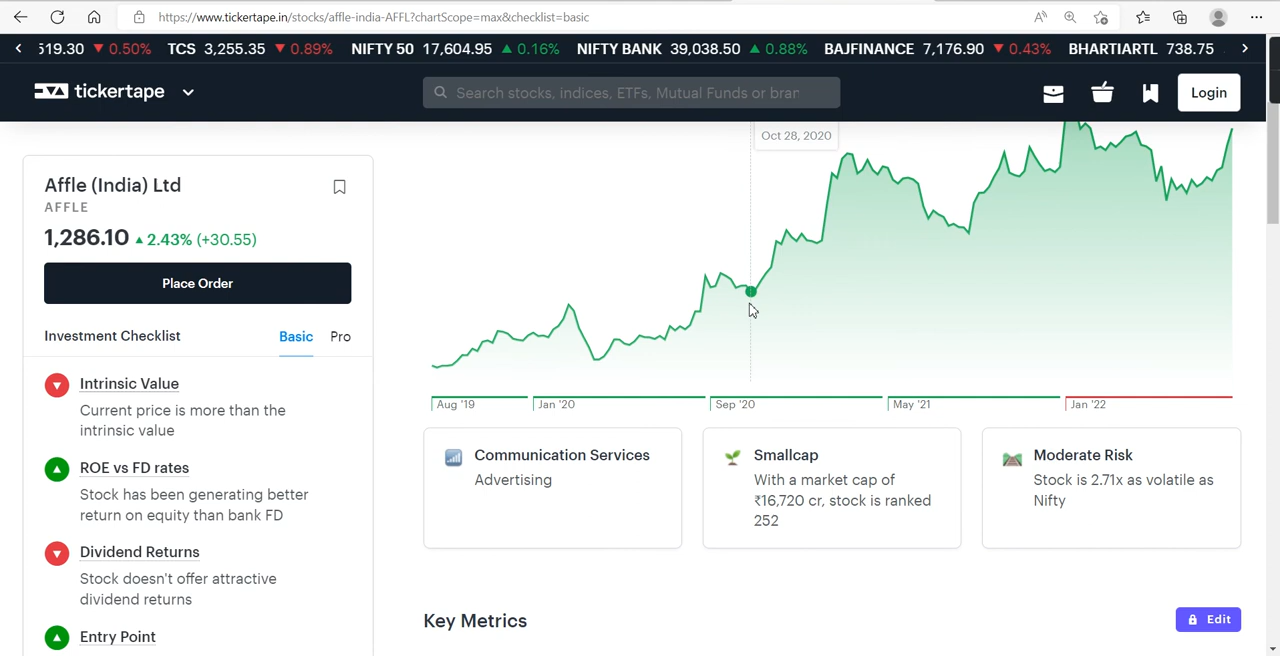 https://www.tickertape.in/stocks/affle-india-AFFL?chartScope=max&checklist=basic
519.30 ▼ 0.50% TCS 3,255.35 ▼ 0.89% NIFTY 50 17,604.95 ▲ 0.16% NIFTY BANK 39,038.50 ▲ 0.88% BAJFINANCE 7,176.90 ▼ 0.43% BHARTIARTL 738.75
tickertape
Search stocks, indices, ETFs, Mutual Funds or bran
Login
Oct 28, 2020
Affle (India) Ltd
AFFLE
1,286.10 ▲ 2.43% (+30.55)
Place Order
Investment Checklist Basic Pro
Intrinsic Value
Current price is more than the
intrinsic value
ROE vs FD rates
Stock has been generating better
return on equity than bank FD
Dividend Returns
Stock doesn't offer attractive
dividend returns
Entry Point
Aug '19 Jan '20 Sep '20 May '21 Jan '22
Communication Services
Advertising
Smallcap
With a market cap of
₹16,720 cr, stock is ranked
252
Moderate Risk
Stock is 2.71x as volatile as
Nifty
Key Metrics
Edit